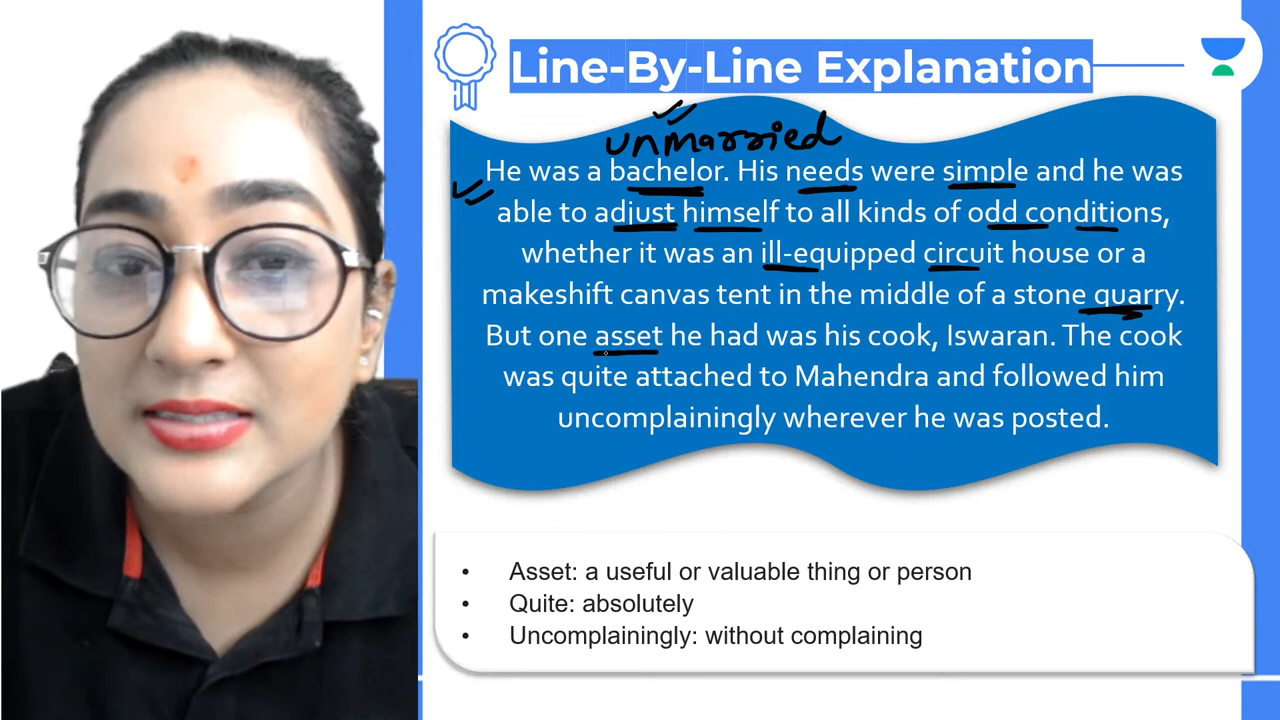 Line-By-Line Explanation
unmarried
He was a bachelor. His needs were simple and he was
able to adjust himself to all kinds of odd conditions,
whether it was an ill-equipped circuit house or a
makeshift canvas tent in the middle of a stone quarry.
But one asset he had was his cook, Iswaran. The cook
was quite attached to Mahendra and followed him
uncomplainingly wherever he was posted.
• Asset: a useful or valuable thing or person
• Quite: absolutely
• Uncomplainingly: without complaining